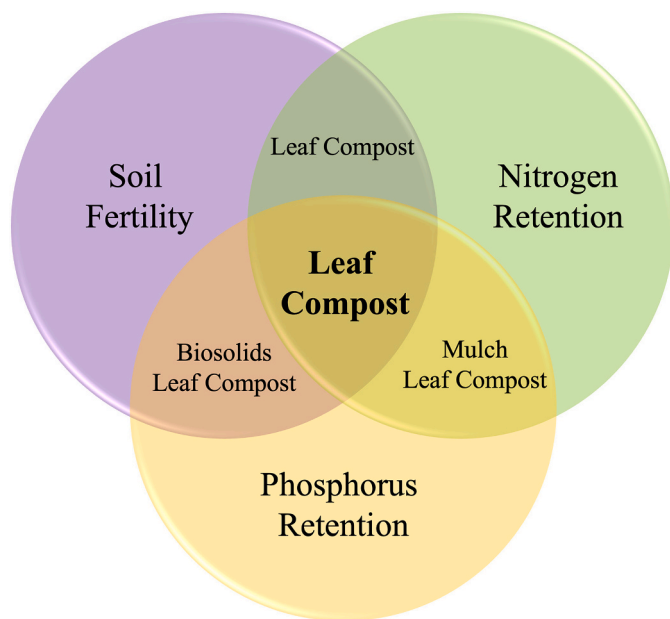 Leaf Compost
Soil
Fertility
Nitrogen
Retention
Leaf
Compost
Biosolids
Leaf Compost
Mulch
Leaf Compost
Phosphorus
Retention